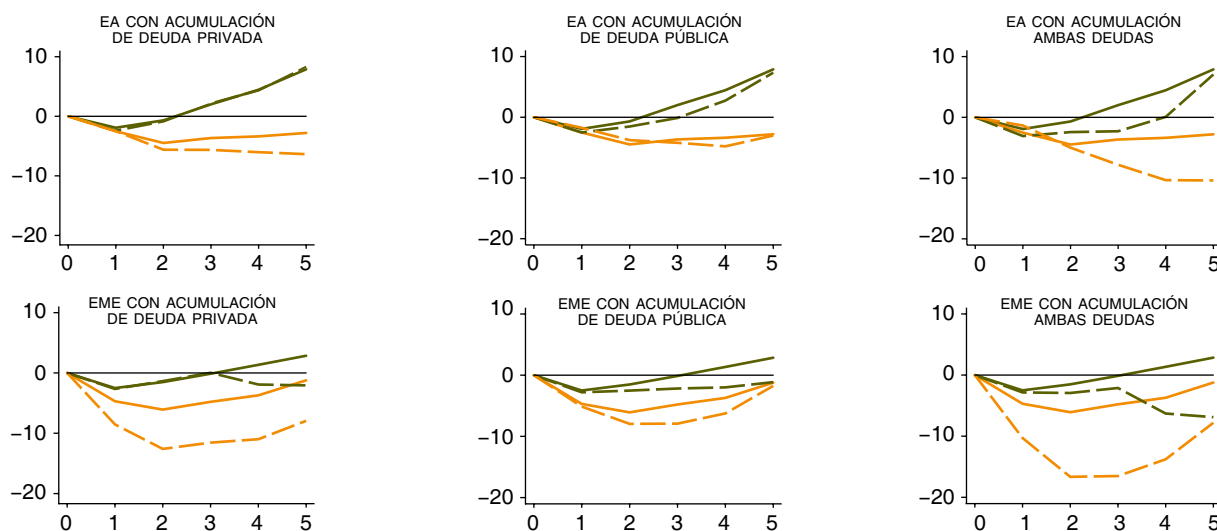 EA CON ACUMULACIÓN
DE DEUDA PRIVADA
10
0
−10
−20
0 1 2 3 4 5
EA CON ACUMULACIÓN
DE DEUDA PÚBLICA
10
0
−10
−20
0 1 2 3 4 5
EA CON ACUMULACIÓN
AMBAS DEUDAS
10
0
−10
−20
0 1 2 3 4 5
EME CON ACUMULACIÓN
DE DEUDA PRIVADA
10
0
−10
−20
0 1 2 3 4 5
EME CON ACUMULACIÓN
DE DEUDA PÚBLICA
10
0
−10
−20
0 1 2 3 4 5
EME CON ACUMULACIÓN
AMBAS DEUDAS
10
0
−10
−20
0 1 2 3 4 5